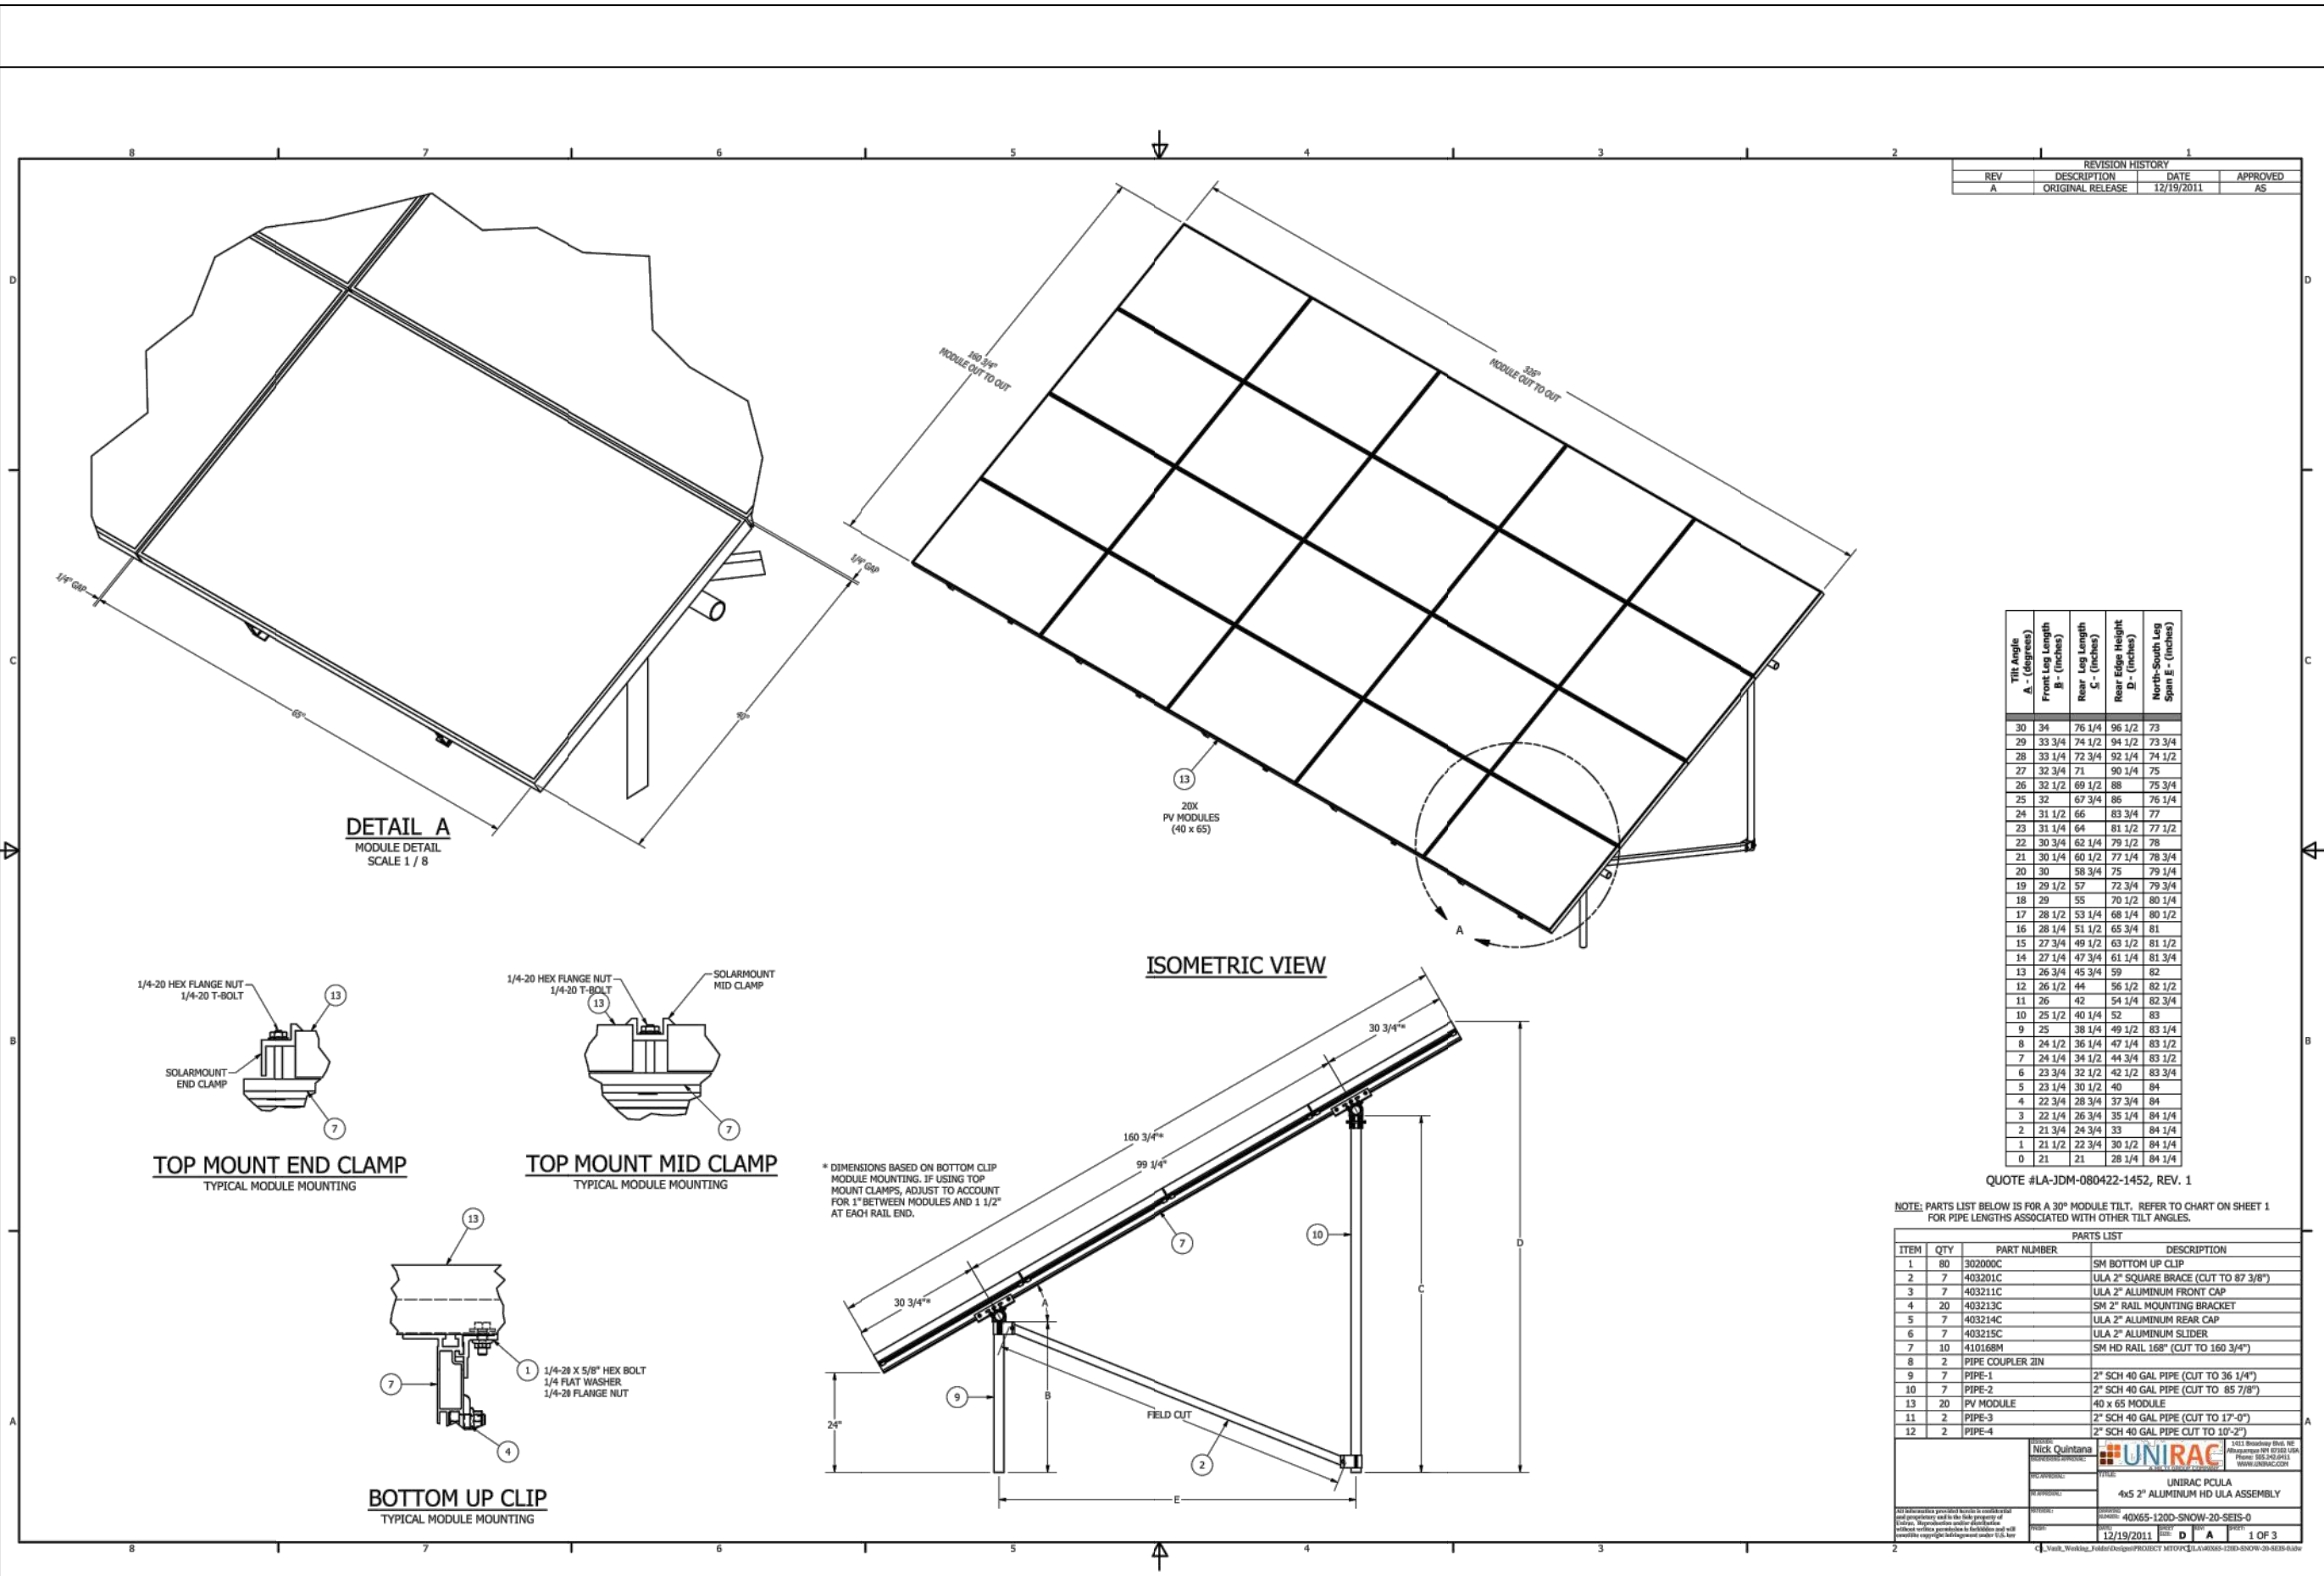 8 7 6 5 4 3 2 1
REVISION HISTORY
REV DESCRIPTION DATE APPROVED
A ORIGINAL RELEASE 12/19/2011 AS
D D
C C
B B
A A
160 3/4"
MODULE OUT TO OUT
326"
MODULE OUT TO OUT
1/4" GAP
1/4" GAP
65"
40"
DETAIL A
MODULE DETAIL
SCALE 1 / 8
13
20X
PV MODULES
(40 x 65)
A
ISOMETRIC VIEW
1/4-20 HEX FLANGE NUT
1/4-20 T-BOLT
13
SOLARMOUNT
END CLAMP
7
TOP MOUNT END CLAMP
TYPICAL MODULE MOUNTING
1/4-20 HEX FLANGE NUT
1/4-20 T-BOLT
13
SOLARMOUNT
MID CLAMP
7
TOP MOUNT MID CLAMP
TYPICAL MODULE MOUNTING
13
1
1/4-20 X 5/8" HEX BOLT
1/4 FLAT WASHER
1/4-20 FLANGE NUT
7
4
BOTTOM UP CLIP
TYPICAL MODULE MOUNTING
* DIMENSIONS BASED ON BOTTOM CLIP
MODULE MOUNTING. IF USING TOP
MOUNT CLAMPS, ADJUST TO ACCOUNT
FOR 1" BETWEEN MODULES AND 1 1/2"
AT EACH RAIL END.
30 3/4"*
160 3/4"*
99 1/4"
30 3/4"*
7
10
A
B
C
D
9
24"
FIELD CUT
2
E
Tilt Angle A - (degrees)
Front Leg Length B - (inches)
Rear Leg Length C - (inches)
Rear Edge Height D - (inches)
North-South Leg Span E - (inches)
30 34 76 1/4 96 1/2 73
29 33 3/4 74 1/2 94 1/2 73 3/4
28 33 1/4 72 3/4 92 1/4 74 1/2
27 32 3/4 71 90 1/4 75
26 32 1/2 69 1/2 88 75 3/4
25 32 67 3/4 86 76 1/4
24 31 1/2 66 83 3/4 77
23 31 1/4 64 81 1/2 77 1/2
22 30 3/4 62 1/4 79 1/2 78
21 30 1/4 60 1/2 77 1/4 78 3/4
20 30 58 3/4 75 79 1/4
19 29 1/2 57 72 3/4 79 3/4
18 29 55 70 1/2 80 1/4
17 28 1/2 53 1/4 68 1/4 80 1/2
16 28 1/4 51 1/2 65 3/4 81
15 27 3/4 49 1/2 63 1/2 81 1/2
14 27 1/4 47 3/4 61 1/4 81 3/4
13 26 3/4 45 3/4 59 82
12 26 1/2 44 56 1/2 82 1/2
11 26 42 54 1/4 82 3/4
10 25 1/2 40 1/4 52 83
9 25 38 1/4 49 1/2 83 1/4
8 24 1/2 36 1/4 47 1/4 83 1/2
7 24 1/4 34 1/2 44 3/4 83 1/2
6 23 3/4 32 1/2 42 1/2 83 3/4
5 23 1/4 30 1/2 40 84
4 22 3/4 28 3/4 37 3/4 84
3 22 1/4 26 3/4 35 1/4 84 1/4
2 21 3/4 24 3/4 33 84 1/4
1 21 1/2 22 3/4 30 1/2 84 1/4
0 21 21 28 1/4 84 1/4
QUOTE #LA-JDM-080422-1452, REV. 1
NOTE: PARTS LIST BELOW IS FOR A 30° MODULE TILT. REFER TO CHART ON SHEET 1
FOR PIPE LENGTHS ASSOCIATED WITH OTHER TILT ANGLES.
PARTS LIST
ITEM QTY PART NUMBER DESCRIPTION
1 80 302000C SM BOTTOM UP CLIP
2 7 403201C ULA 2" SQUARE BRACE (CUT TO 87 3/8")
3 7 403211C ULA 2" ALUMINUM FRONT CAP
4 20 403213C SM 2" RAIL MOUNTING BRACKET
5 7 403214C ULA 2" ALUMINUM REAR CAP
6 7 403215C ULA 2" ALUMINUM SLIDER
7 10 410168M SM HD RAIL 168" (CUT TO 160 3/4")
8 2 PIPE COUPLER 2IN
9 7 PIPE-1 2" SCH 40 GAL PIPE (CUT TO 36 1/4")
10 7 PIPE-2 2" SCH 40 GAL PIPE (CUT TO 85 7/8")
13 20 PV MODULE 40 x 65 MODULE
11 2 PIPE-3 2" SCH 40 GAL PIPE (CUT TO 17'-0")
12 2 PIPE-4 2" SCH 40 GAL PIPE CUT TO 10'-2")
Nick Quintana
UNIRAC
1411 Broadway Blvd. NE
Albuquerque NM 87102 USA
Phone: 505.242.6411
WWW.UNIRAC.COM
TITLE:
UNIRAC PCULA
4x5 2" ALUMINUM HD ULA ASSEMBLY
40X65-120D-SNOW-20-SEIS-0
12/19/2011 D A 1 OF 3
8 7 6 5 4 3 2 1